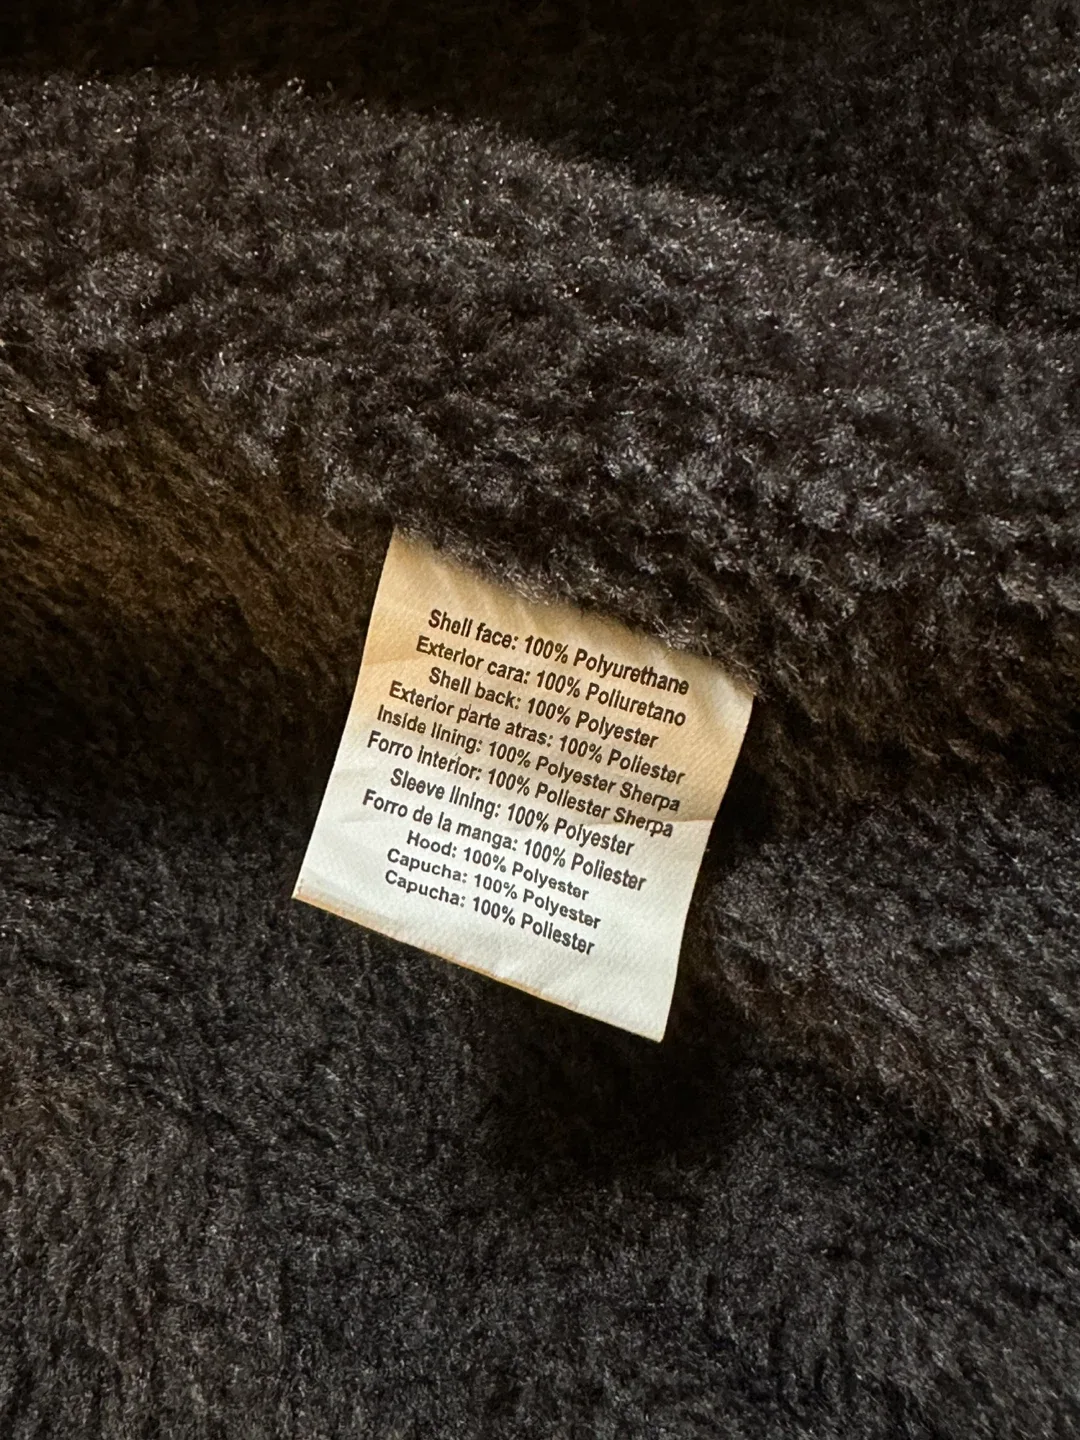 Shell face: 100% Polyurethane
Exterior cara: 100% Poliuretano
Shell back: 100% Polyester
Exterior parte atras: 100% Poliester
Inside lining: 100% Polyester Sherpa
Forro interior: 100% Poliester Sherpa
Sleeve lining: 100% Polyester
Forro de la manga: 100% Poliester
Hood: 100% Polyester
Capucha: 100% Polyester
Capucha: 100% Poliester